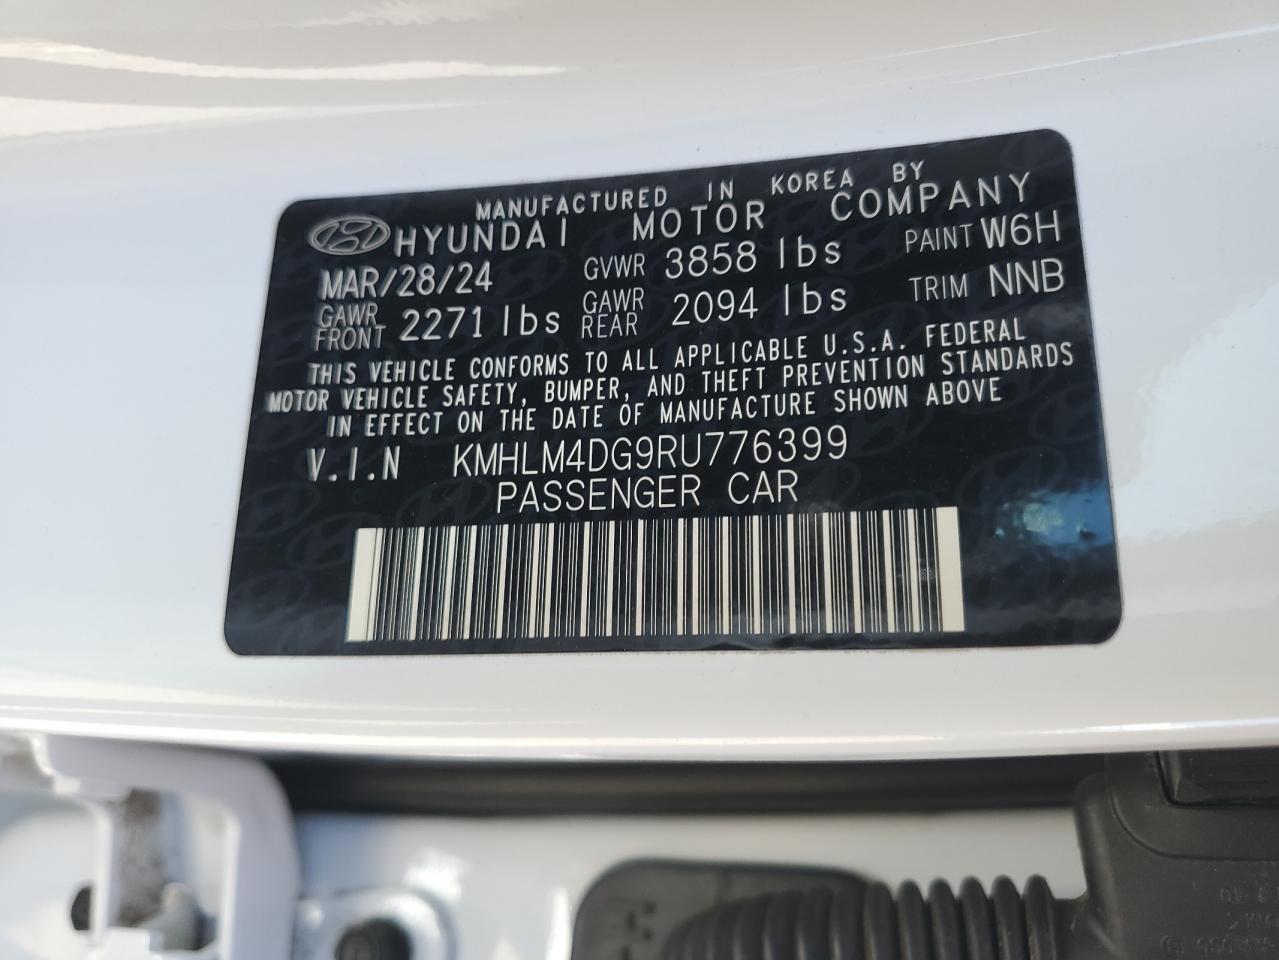 MANUFACTURED IN KOREA BY
HYUNDAI MOTOR COMPANY
MAR/28/24 GVWR 3858 lbs PAINT W6H
GAWR FRONT 2271 lbs GAWR REAR 2094 lbs TRIM NNB
THIS VEHICLE CONFORMS TO ALL APPLICABLE U.S.A. FEDERAL
MOTOR VEHICLE SAFETY, BUMPER, AND THEFT PREVENTION STANDARDS
IN EFFECT ON THE DATE OF MANUFACTURE SHOWN ABOVE
V.I.N KMHLM4DG9RU776399
PASSENGER CAR